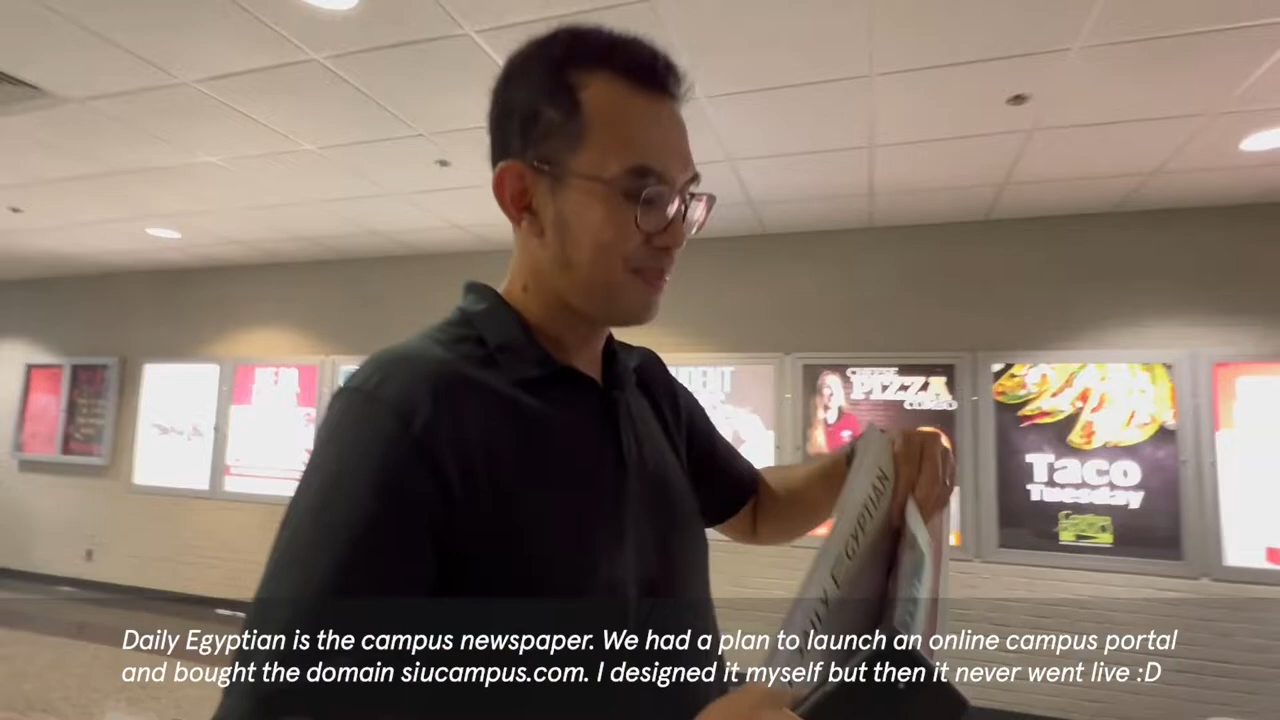 CHEESE
PIZZA
COMBO
Taco
Tuesday
EGYPTIAN
Daily Egyptian is the campus newspaper. We had a plan to launch an online campus portal
and bought the domain siucampus.com. I designed it myself but then it never went live :D